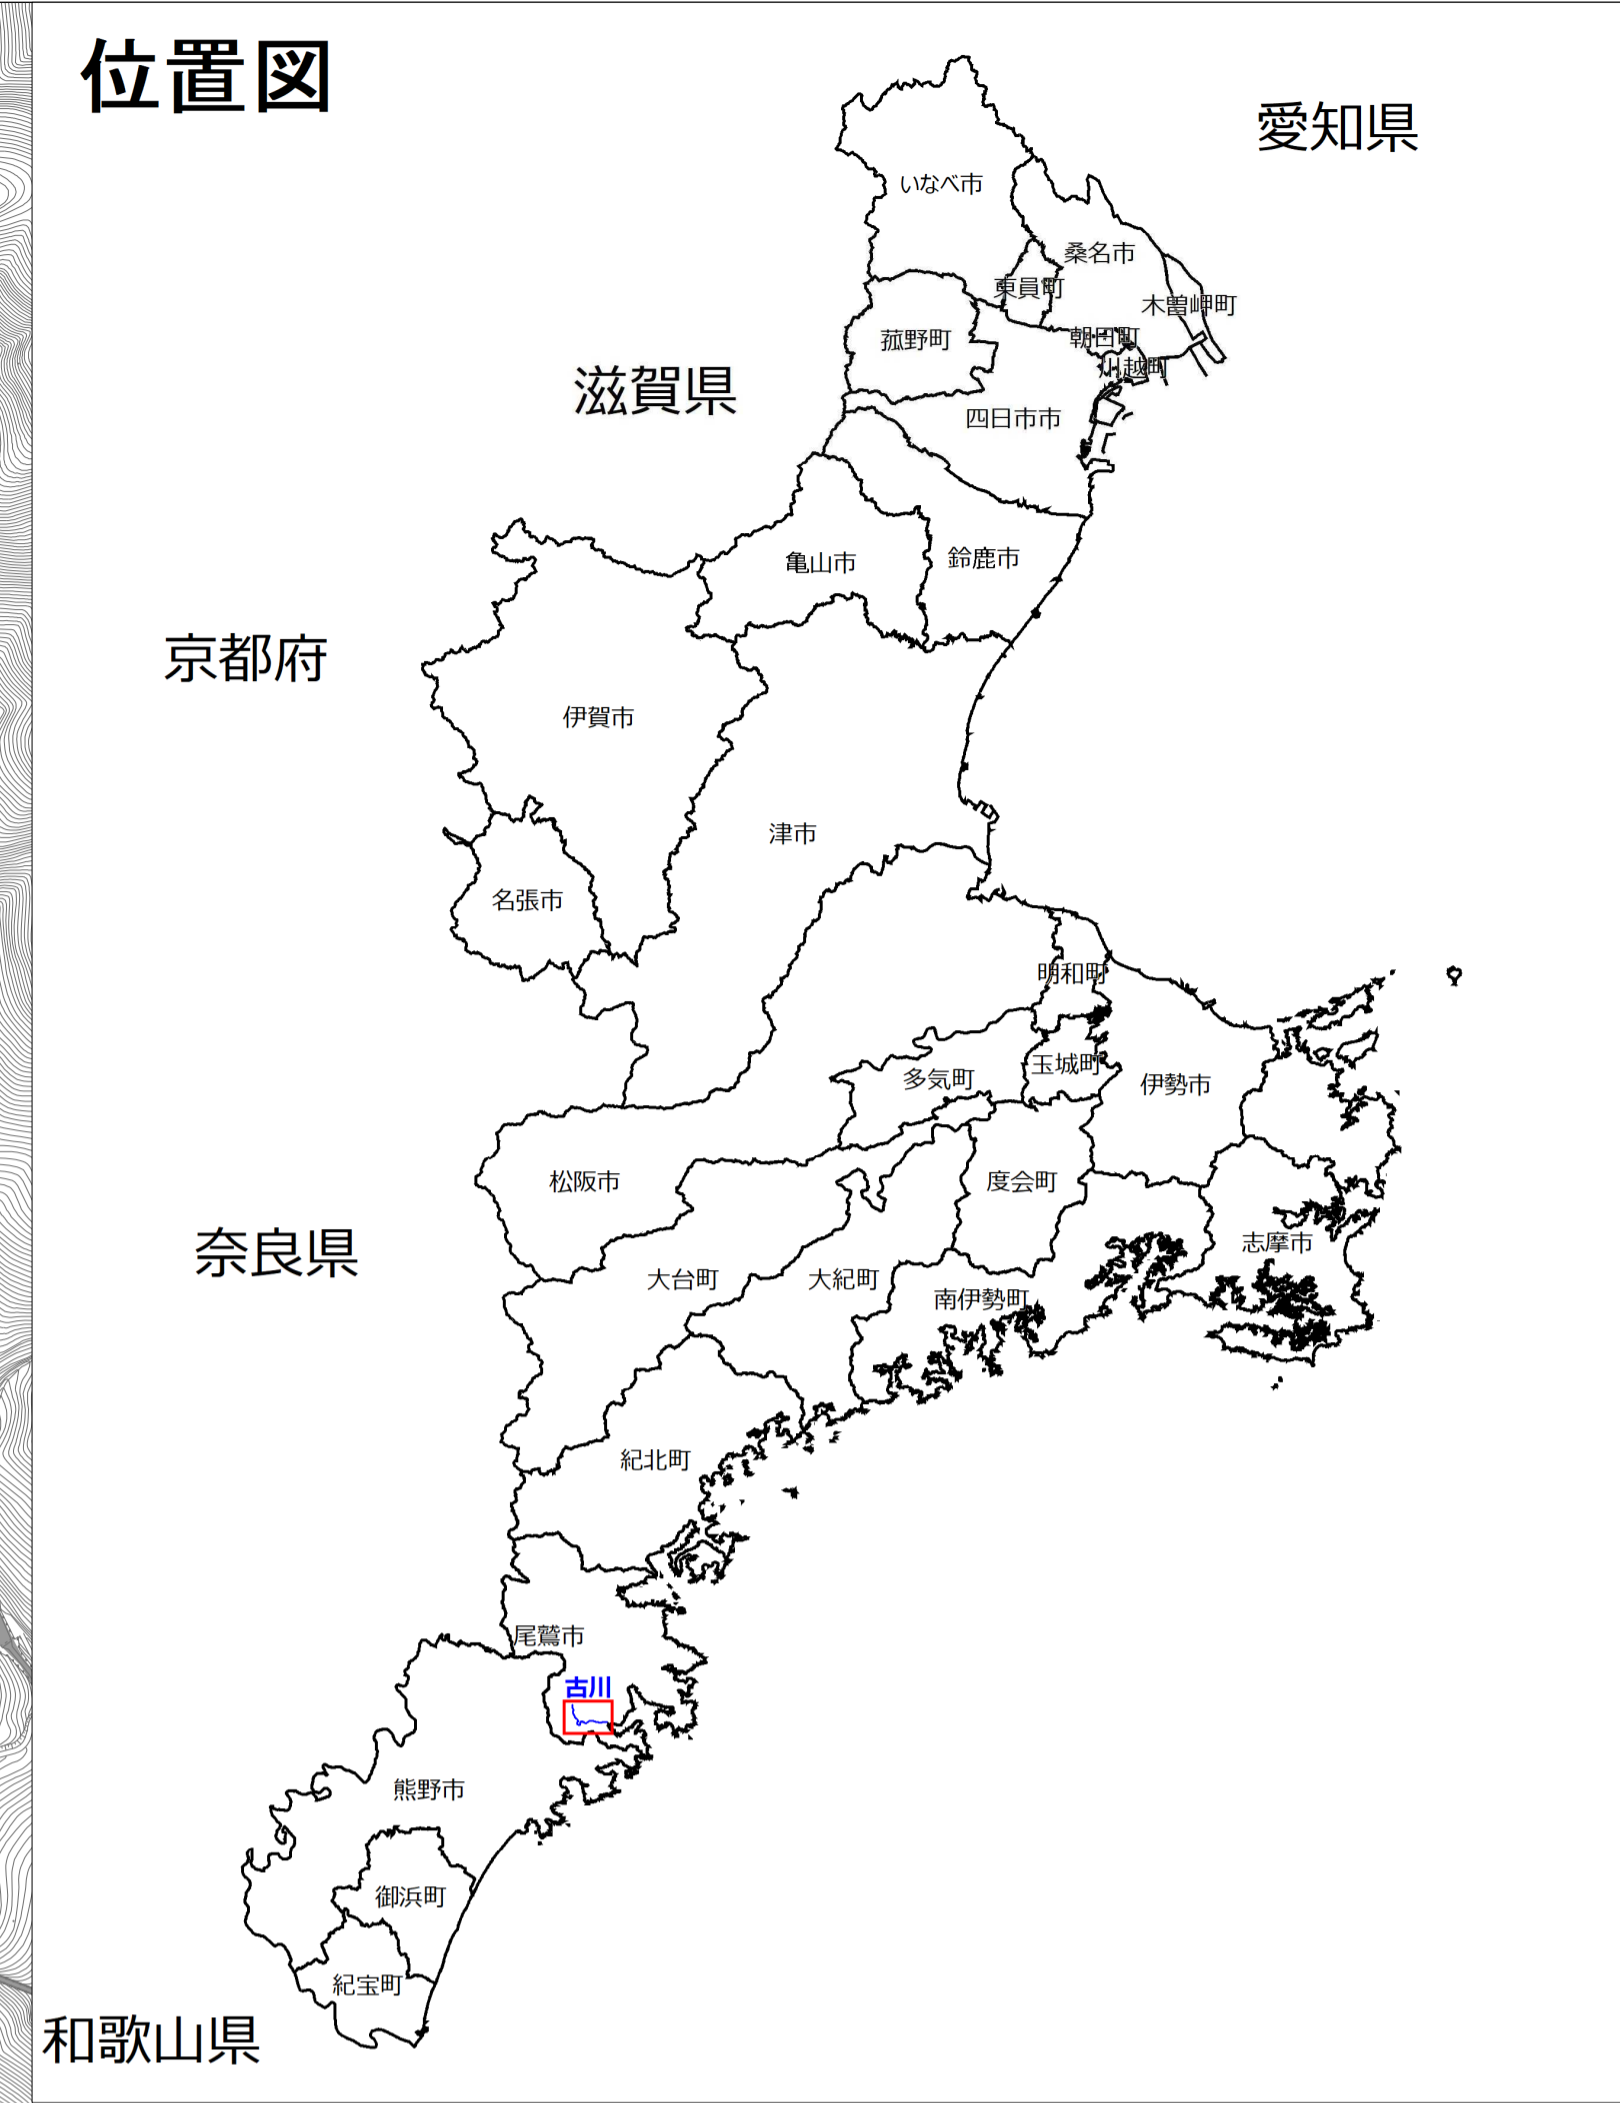 位置図
愛知県
いなべ市
桑名市
東員町
木曽岬町
菰野町
朝日町
川越町
滋賀県
四日市市
亀山市
鈴鹿市
京都府
伊賀市
津市
名張市
明和町
多気町
玉城町
伊勢市
松阪市
度会町
奈良県
志摩市
大台町
大紀町
南伊勢町
紀北町
尾鷲市
古川
熊野市
御浜町
紀宝町
和歌山県